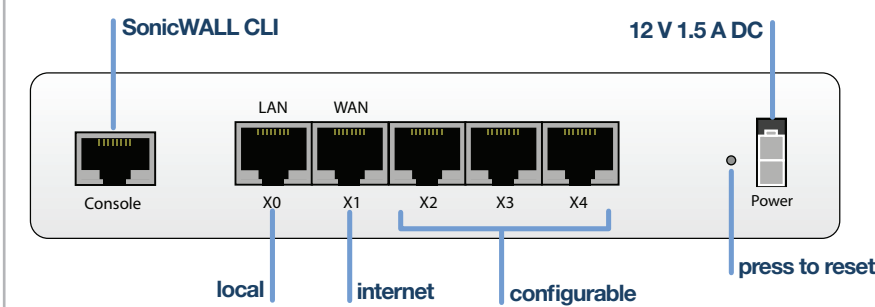 SonicWALL CLI
12 V 1.5 A DC
LAN WAN
Console X0 X1 X2 X3 X4 Power
local internet configurable press to reset